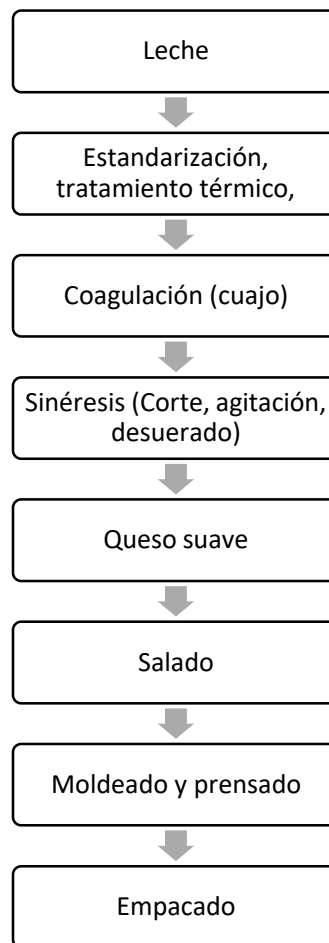 Leche
Estandarización,
tratamiento térmico,
Coagulación (cuajo)
Sinéresis (Corte, agitación,
desuerado)
Queso suave
Salado
Moldeado y prensado
Empacado